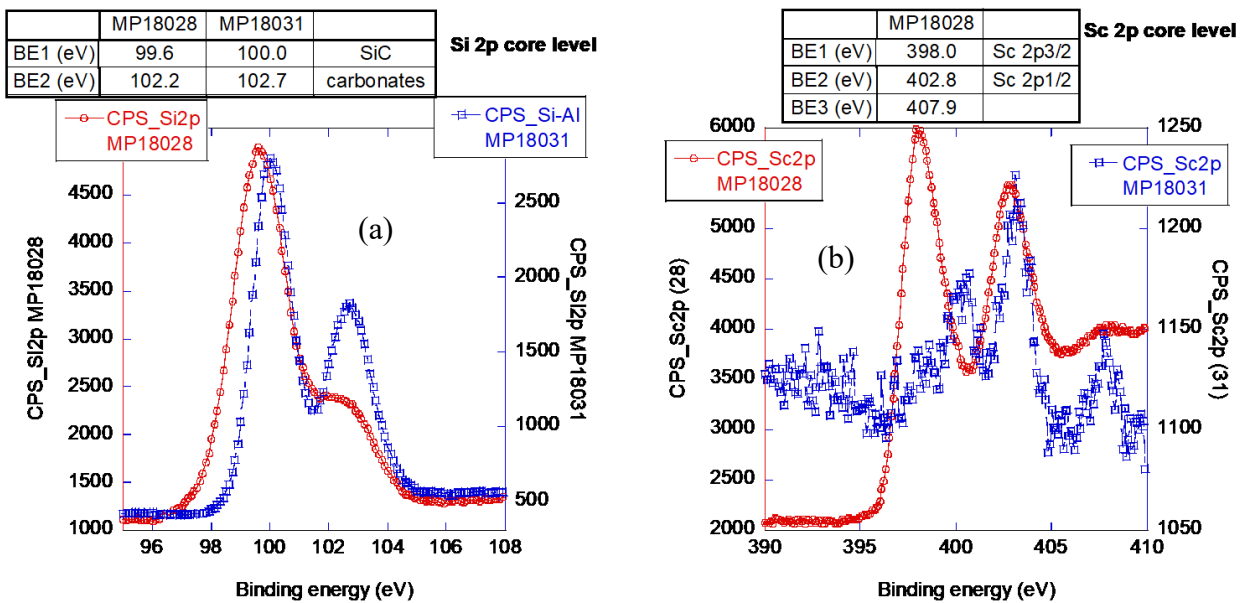 MP18028 MP18031
BE1 (eV) 99.6 100.0 SiC
BE2 (eV) 102.2 102.7 carbonates
Si 2p core level
CPS_Si2p
MP18028
CPS_Si-Al
MP18031
(a)
CPS_Si2p MP18028
4500
4000
3500
3000
2500
2000
1500
1000
CPS_SI2p MP18031
2500
2000
1500
1000
500
96 98 100 102 104 106 108
Binding energy (eV)
MP18028
BE1 (eV) 398.0 Sc 2p3/2
BE2 (eV) 402.8 Sc 2p1/2
BE3 (eV) 407.9
Sc 2p core level
CPS_Sc2p
MP18028
CPS_Sc2p
MP18031
(b)
CPS_Sc2p (28)
6000
5000
4500
4000
3500
3000
2500
2000
CPS_Sc2p (31)
1250
1200
1150
1100
1050
390 395 400 405 410
Binding energy (eV)